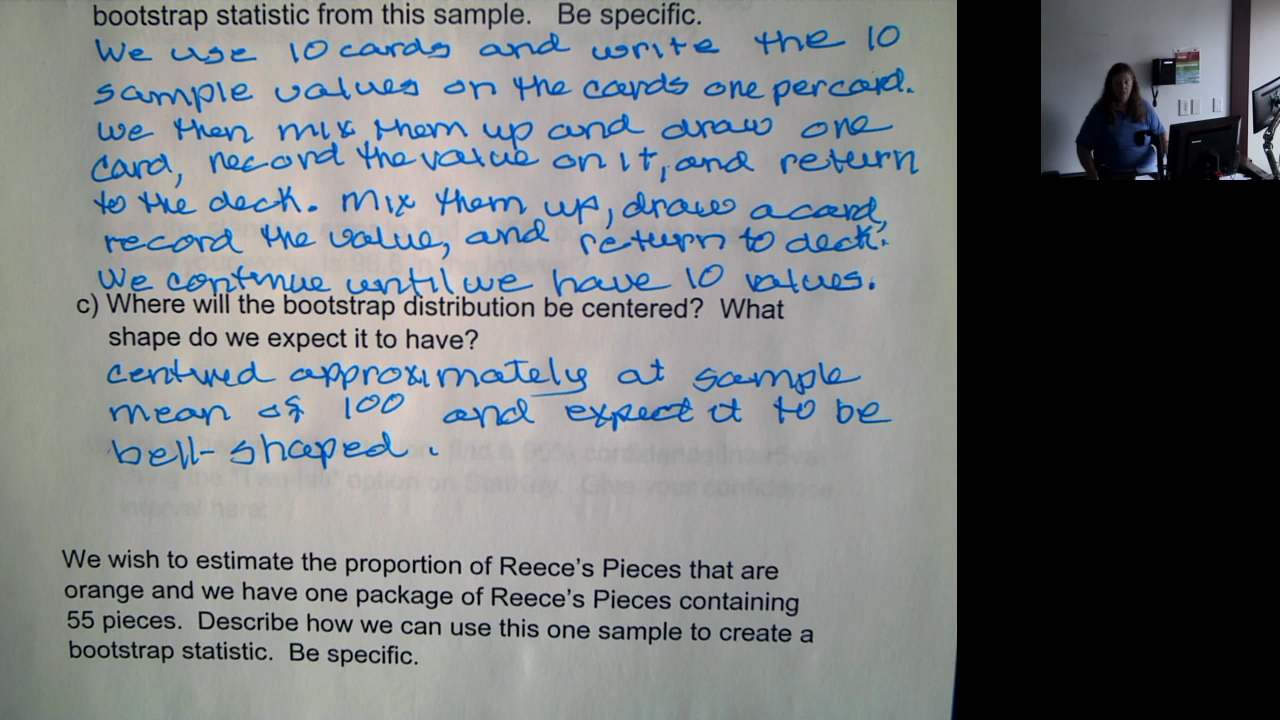 bootstrap statistic from this sample. Be specific.
We use 10 cards and write the 10
sample values on the cards one per card.
We then mix them up and draw one
card, record the value on it, and return
to the deck. Mix them up, draw a card,
record the value, and return to deck.
We continue until we have 10 values.
c) Where will the bootstrap distribution be centered? What
shape do we expect it to have?
centered approximately at sample
mean of 100 and expect it to be
bell-shaped.
We wish to estimate the proportion of Reece's Pieces that are
orange and we have one package of Reece's Pieces containing
55 pieces. Describe how we can use this one sample to create a
bootstrap statistic. Be specific.